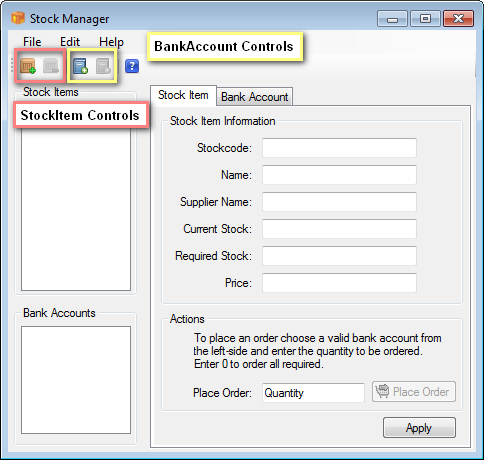 Stock Manager
File Edit Help
BankAccount Controls
Stock Items
StockItem Controls
Stock Item Bank Account
Stock Item Information
Stockcode:
Name:
Supplier Name:
Current Stock:
Required Stock:
Price:
Bank Accounts
Actions
To place an order choose a valid bank account from
the left-side and enter the quantity to be ordered.
Enter 0 to order all required.
Place Order: Quantity Place Order
Apply